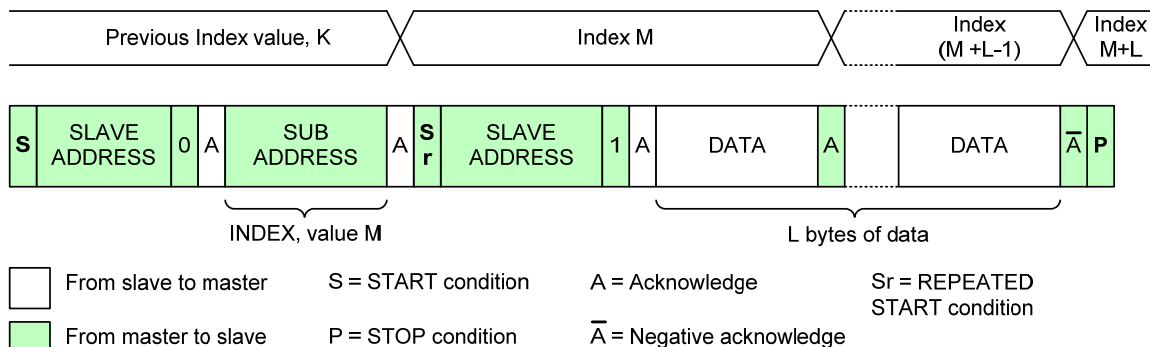 Previous Index value, K
Index M
Index
(M +L-1)
Index
M+L
S
SLAVE
ADDRESS
0
A
SUB
ADDRESS
A
S
r
SLAVE
ADDRESS
1
A
DATA
A
DATA
A̅
P
INDEX, value M
L bytes of data
From slave to master
S = START condition
A = Acknowledge
Sr = REPEATED
START condition
From master to slave
P = STOP condition
A̅ = Negative acknowledge